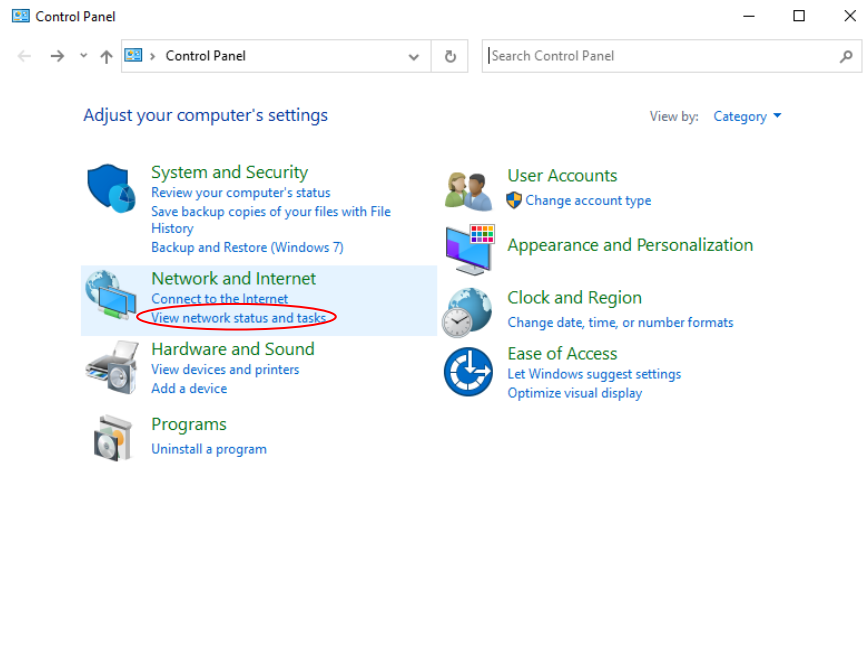 Control Panel
Control Panel
Search Control Panel
Adjust your computer's settings
View by: Category
System and Security
Review your computer's status
Save backup copies of your files with File
History
Backup and Restore (Windows 7)
Network and Internet
Connect to the Internet
View network status and tasks
Hardware and Sound
View devices and printers
Add a device
Programs
Uninstall a program
User Accounts
Change account type
Appearance and Personalization
Clock and Region
Change date, time, or number formats
Ease of Access
Let Windows suggest settings
Optimize visual display